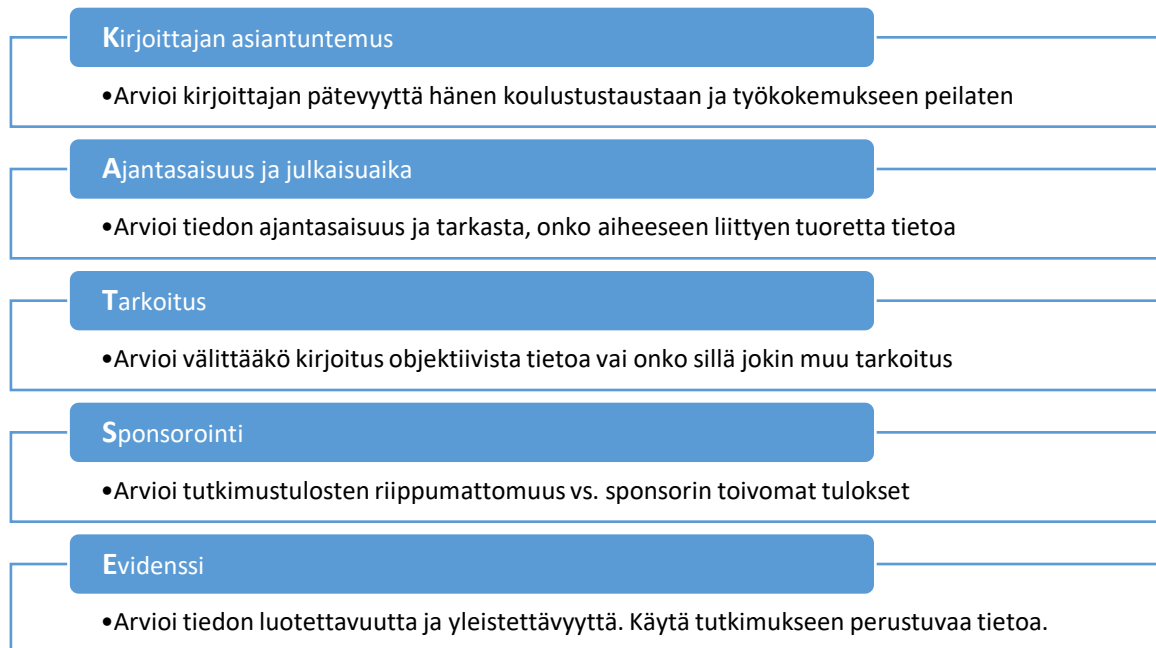 Kirjoittajan asiantuntemus
•Arvioi kirjoittajan pätevyyttä hänen koulustustaustaan ja työkokemukseen peilaten
Ajantasaisuus ja julkaisuaika
•Arvioi tiedon ajantasaisuus ja tarkasta, onko aiheeseen liittyen tuoretta tietoa
Tarkoitus
•Arvioi välittääkö kirjoitus objektiivista tietoa vai onko sillä jokin muu tarkoitus
Sponsorointi
•Arvioi tutkimustulosten riippumattomuus vs. sponsorin toivomat tulokset
Evidenssi
•Arvioi tiedon luotettavuutta ja yleistettävyyttä. Käytä tutkimukseen perustuvaa tietoa.